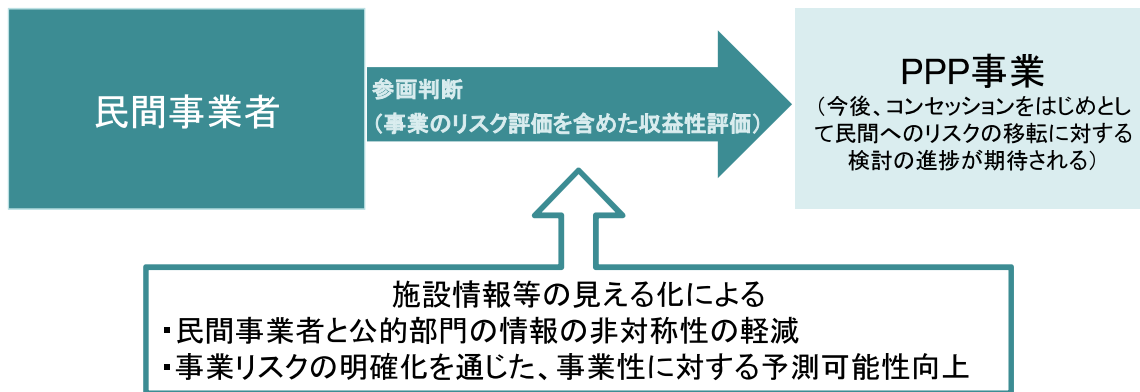 民間事業者
参画判断
（事業のリスク評価を含めた収益性評価）
PPP事業
（今後、コンセッションをはじめとし
て民間へのリスクの移転に対する
検討の進捗が期待される）
施設情報等の見える化による
・民間事業者と公的部門の情報の非対称性の軽減
・事業リスクの明確化を通じた、事業性に対する予測可能性向上